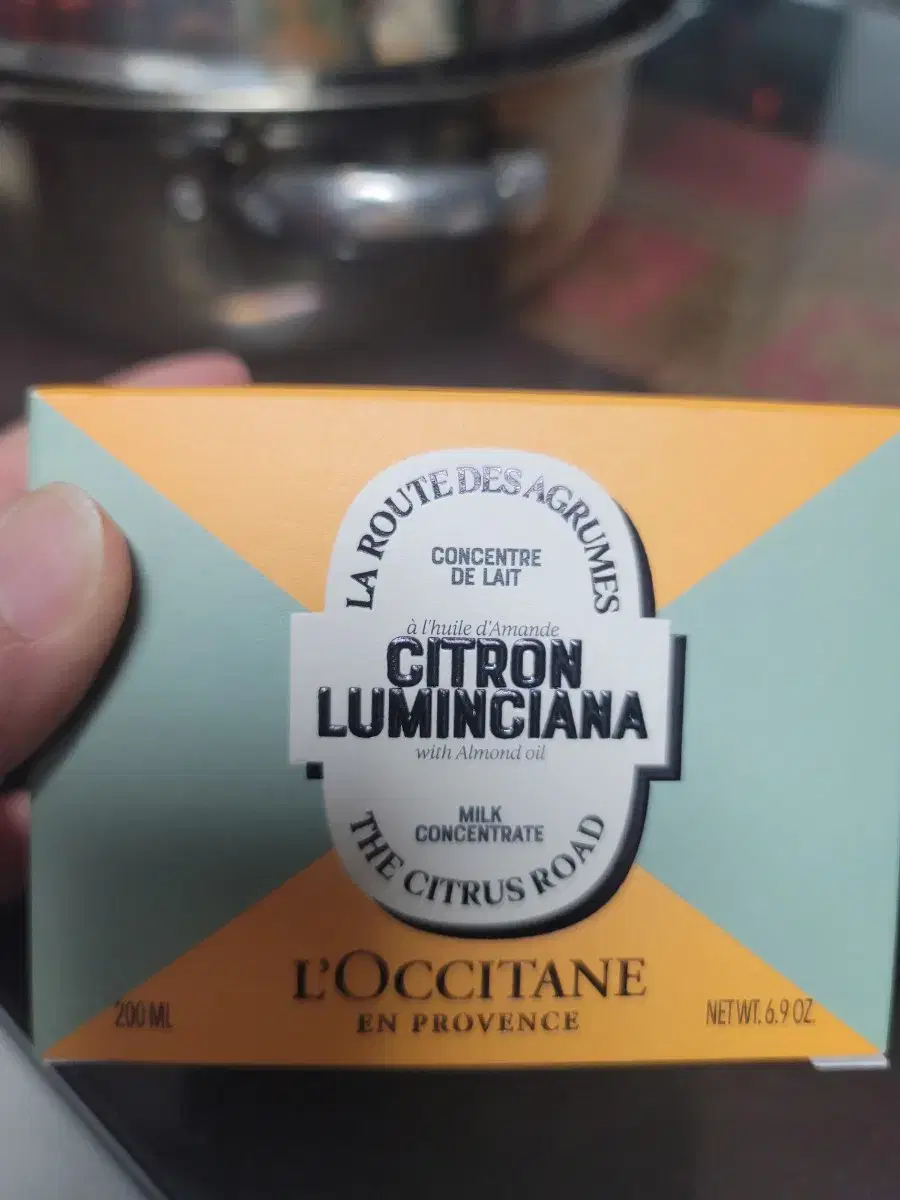 LA ROUTE DES AGRUMES
CONCENTRE
DE LAIT
à l'huile d'Amande
CITRON
LUMINCIANA
with Almond oil
MILK
CONCENTRATE
THE CITRUS ROAD
L'OCCITANE
EN PROVENCE
200 ML
NET WT. 6.9 OZ.